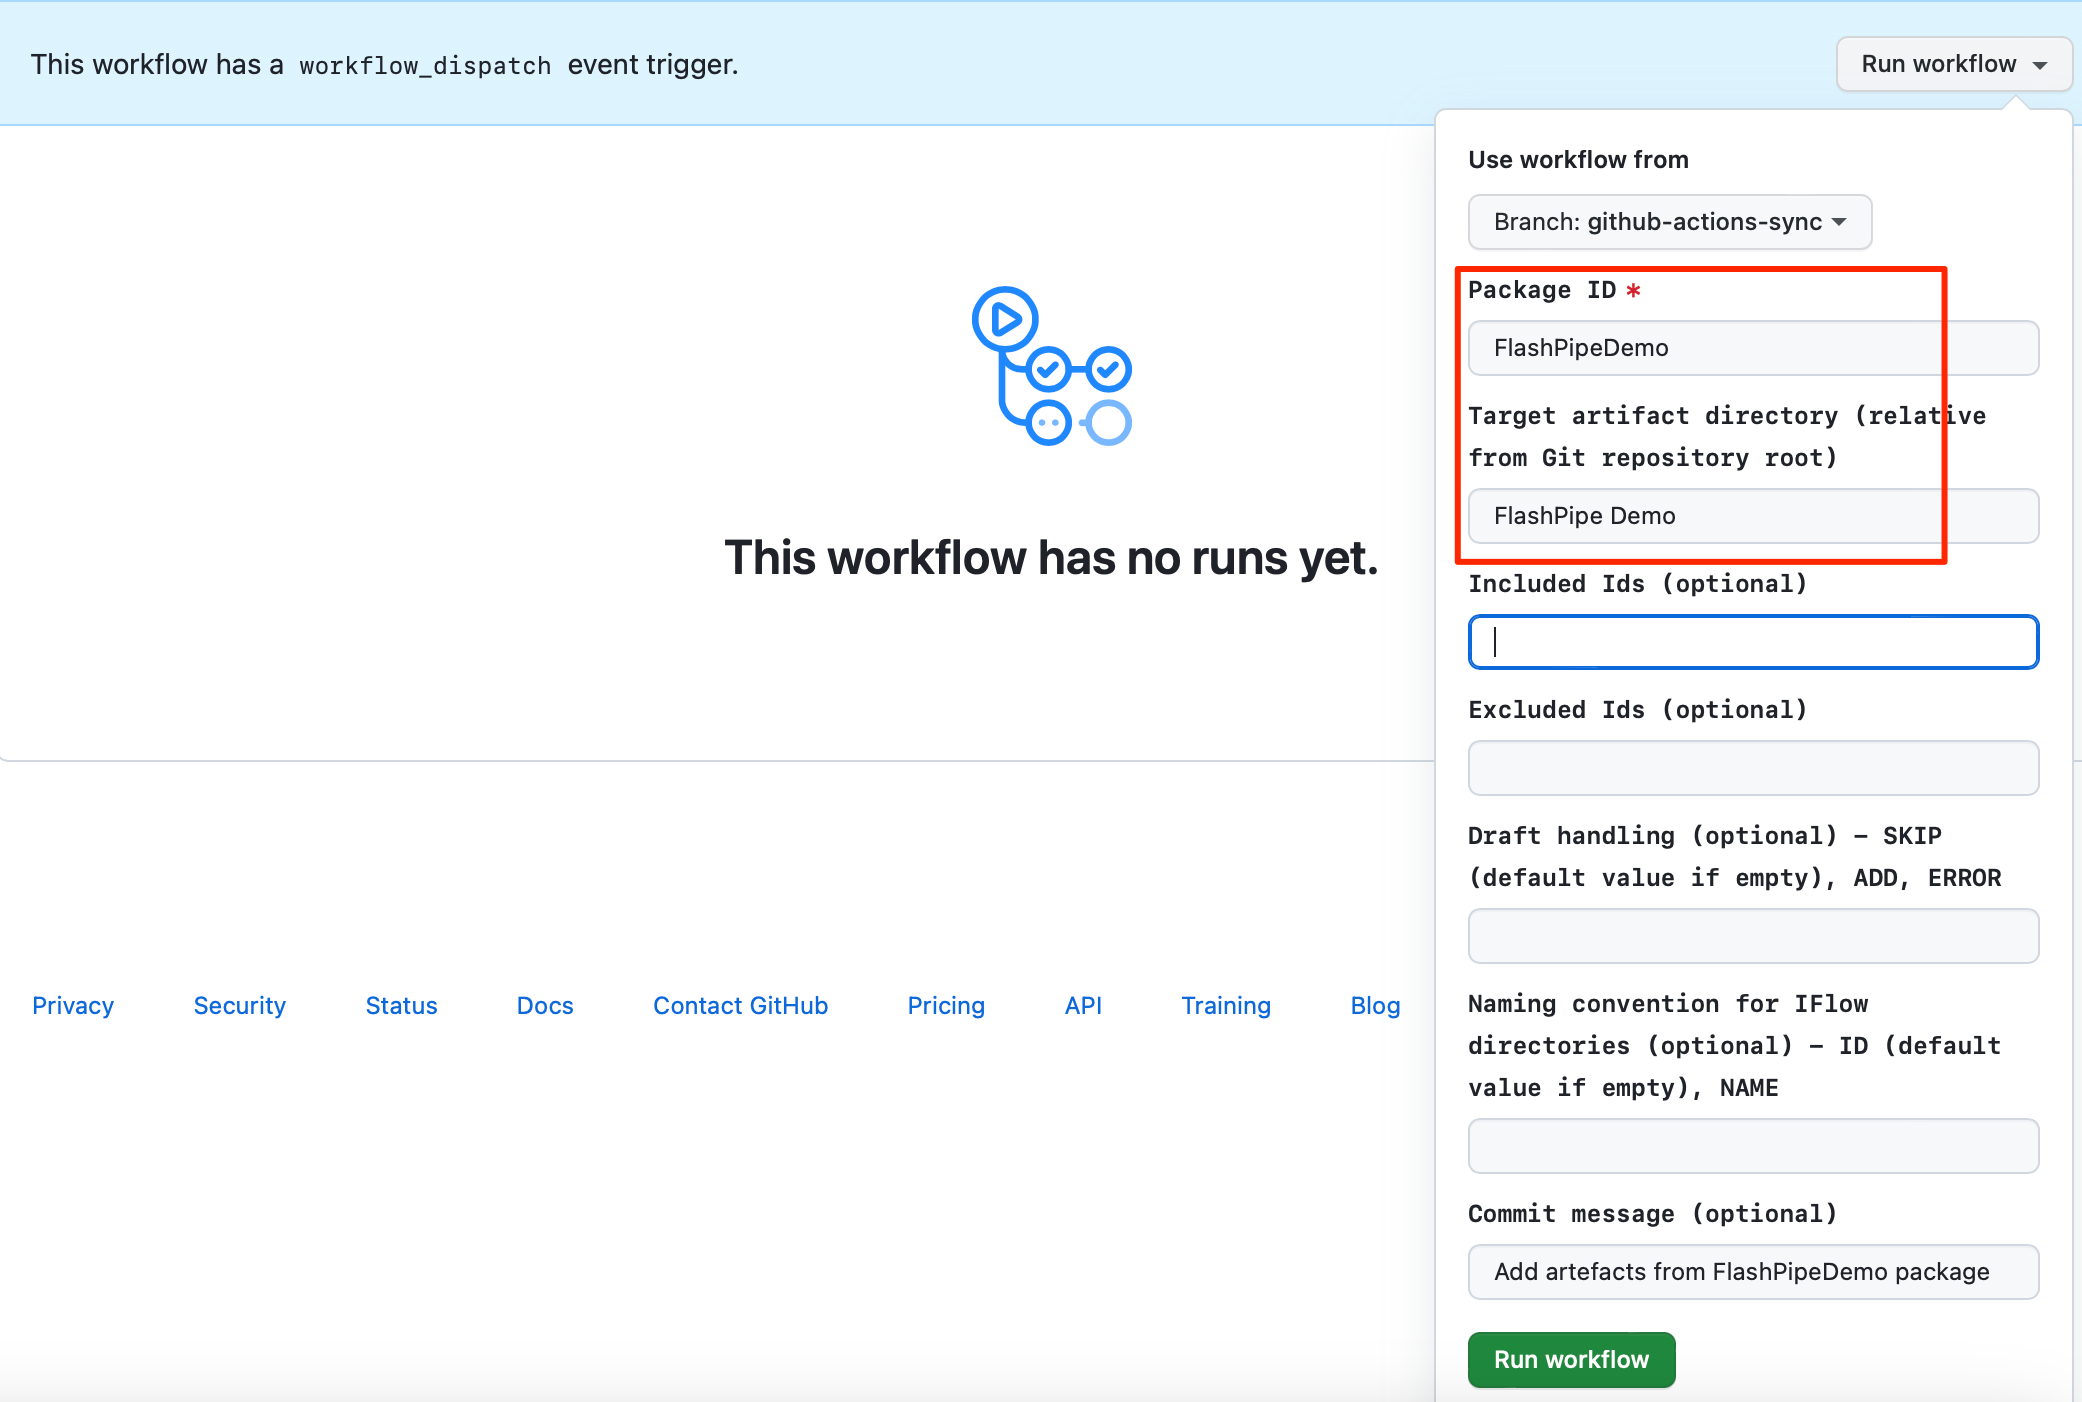 This workflow has a workflow_dispatch event trigger.
Run workflow
Use workflow from
Branch: github-actions-sync
Package ID *
FlashPipeDemo
Target artifact directory (relative
from Git repository root)
FlashPipe Demo
This workflow has no runs yet.
Included Ids (optional)
Excluded Ids (optional)
Draft handling (optional) – SKIP
(default value if empty), ADD, ERROR
Naming convention for IFlow
directories (optional) – ID (default
value if empty), NAME
Commit message (optional)
Add artefacts from FlashPipeDemo package
Run workflow
Privacy Security Status Docs Contact GitHub Pricing API Training Blog